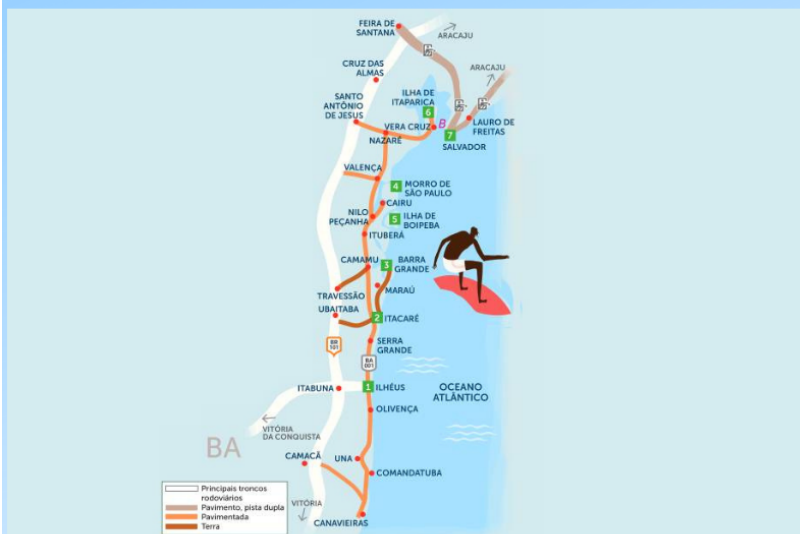 FEIRA DE
SANTANA
ARACAJU
CRUZ DAS
ALMAS
ARACAJU
SANTO
ANTÔNIO
DE JESUS
ILHA DE
ITAPARICA
6
VERA CRUZ
B
LAURO DE
FREITAS
7
SALVADOR
NAZARÉ
VALENÇA
4
MORRO DE
SÃO PAULO
CAIRU
NILO
PEÇANHA
5
ILHA DE
BOIPEBA
ITUBERÁ
CAMAMU
3
BARRA
GRANDE
MARAÚ
TRAVESSÃO
UBAITABA
2
ITACARÉ
SERRA
GRANDE
BR
101
BA
001
ITABUNA
1
ILHÉUS
OCEANO
ATLÂNTICO
OLIVENÇA
VITÓRIA
DA CONQUISTA
BA
CAMACÃ
UNA
COMANDATUBA
VITÓRIA
CANAVIEIRAS
Principais troncos
rodoviários
Pavimento, pista dupla
Pavimentada
Terra